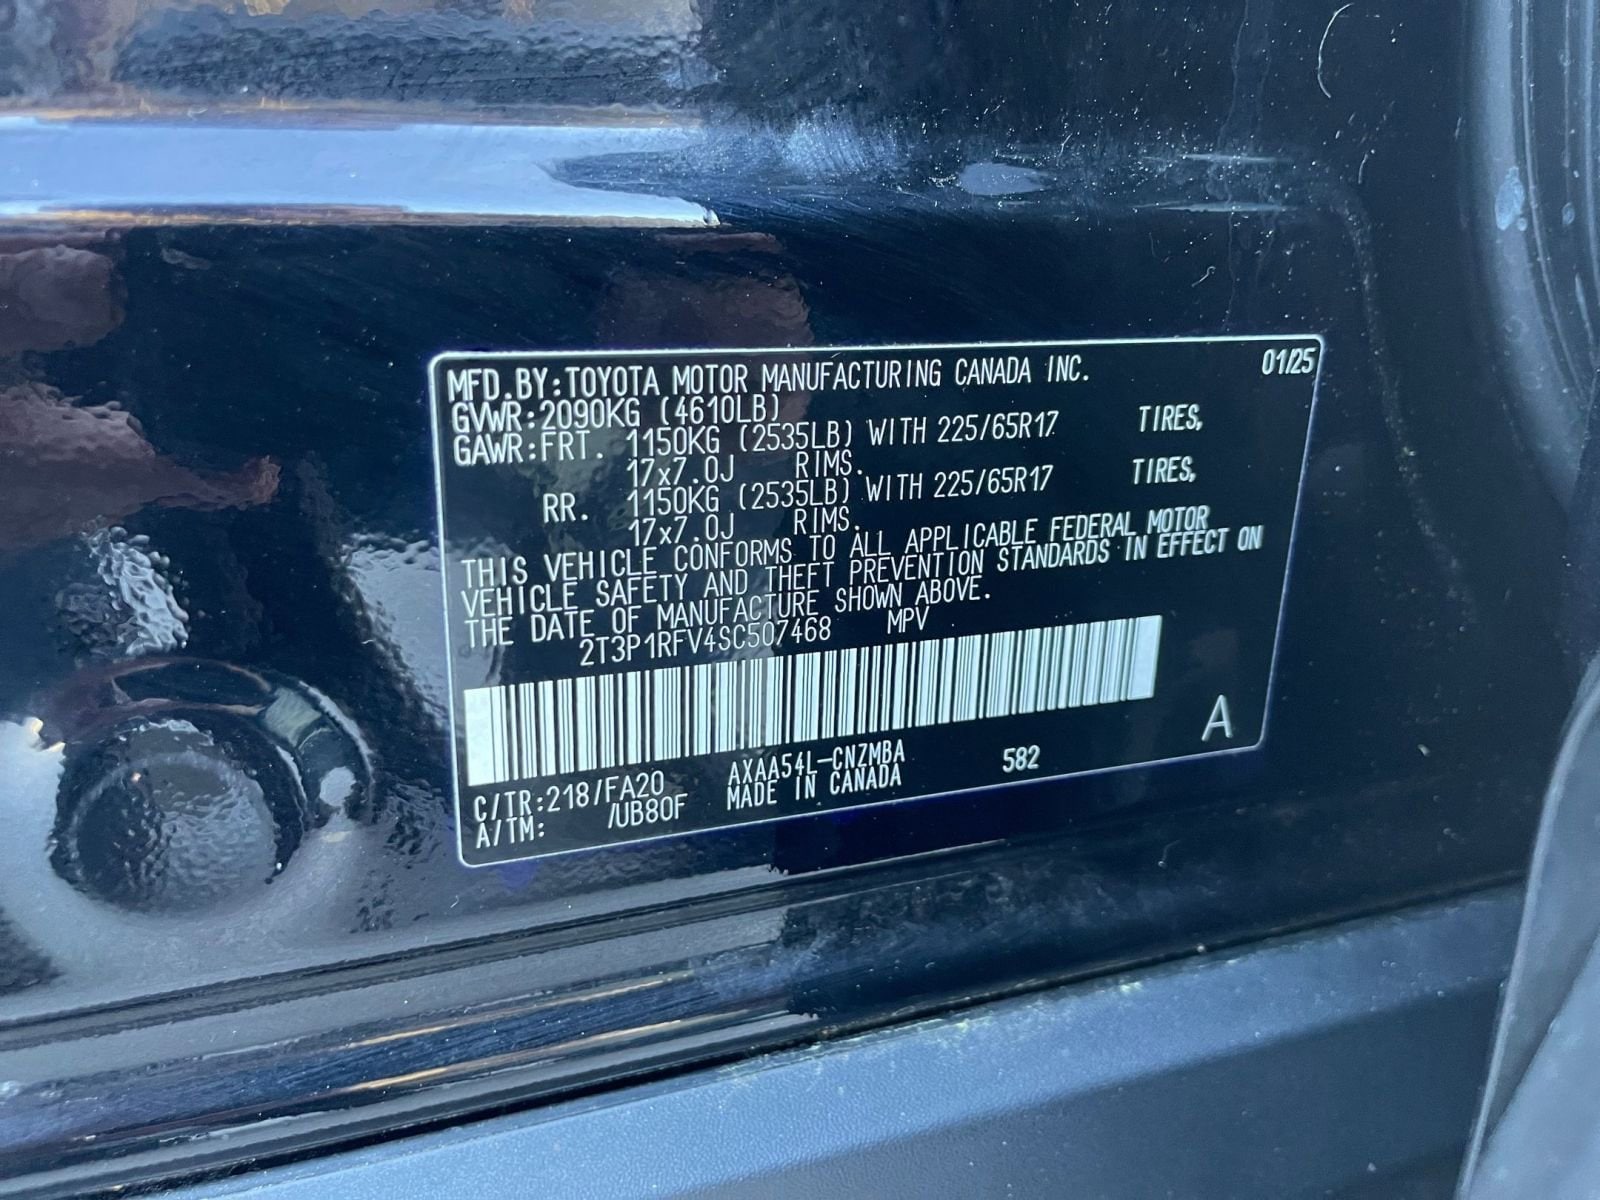 MFD.BY:TOYOTA MOTOR MANUFACTURING CANADA INC. 01/25
GVWR:2090KG (4610LB)
GAWR:FRT. 1150KG (2535LB) WITH 225/65R17 TIRES,
17x7.0J RIMS.
RR. 1150KG (2535LB) WITH 225/65R17 TIRES,
17x7.0J RIMS.
THIS VEHICLE CONFORMS TO ALL APPLICABLE FEDERAL MOTOR
VEHICLE SAFETY AND THEFT PREVENTION STANDARDS IN EFFECT ON
THE DATE OF MANUFACTURE SHOWN ABOVE.
2T3P1RFV4SC507468 MPV
A
C/TR:218/FA20 AXAA54L-CNZMBA 582
A/TM: /UB80F MADE IN CANADA